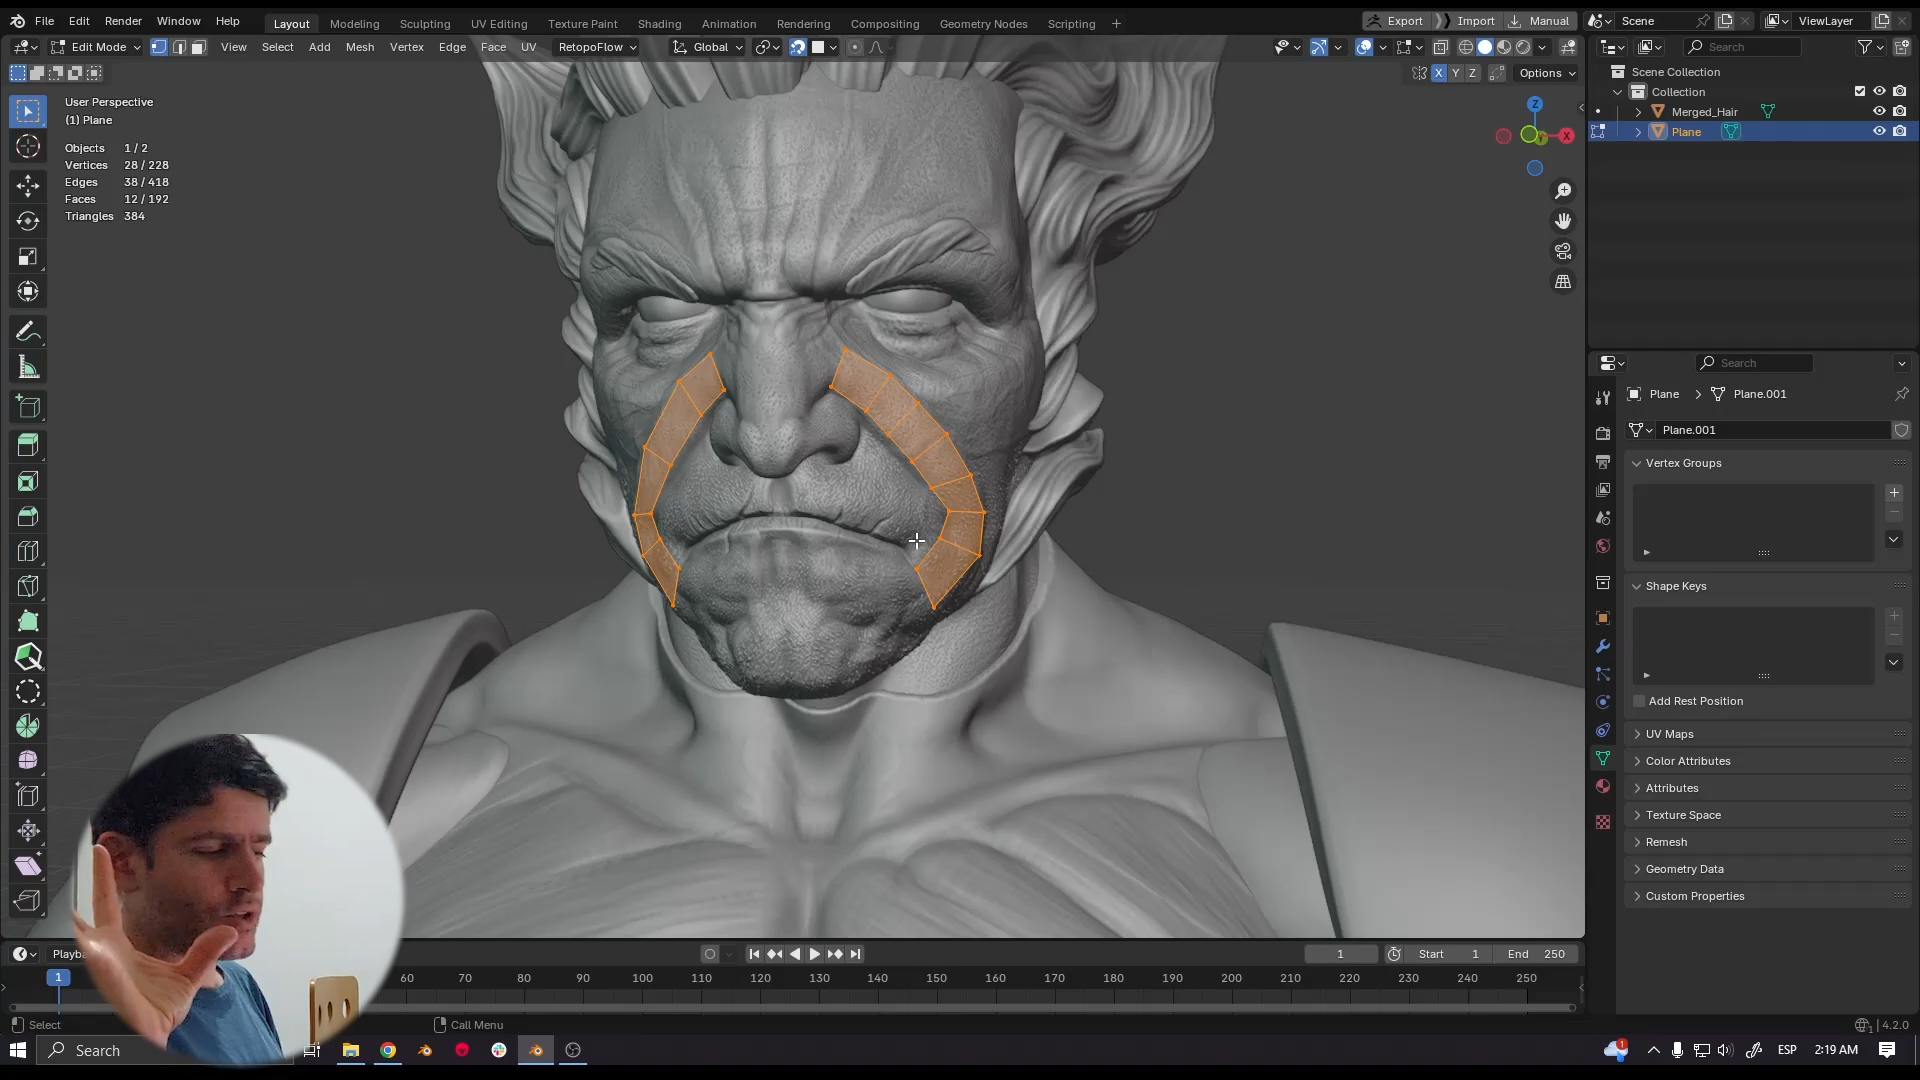 File Edit Render Window Help Layout Modeling Sculpting UV Editing Texture Paint Shading Animation Rendering Compositing Geometry Nodes Scripting + Export Import Manual Scene ViewLayer
Edit Mode View Select Add Mesh Vertex Edge Face UV RetopoFlow Global Search
X Y Z Options
Scene Collection
Collection
Merged_Hair
Plane
User Perspective
(1) Plane
Objects 1 / 2
Vertices 28 / 228
Edges 38 / 418
Faces 12 / 192
Triangles 384
Z
X
Search
Plane > Plane.001
Plane.001
Vertex Groups
Shape Keys
Add Rest Position
UV Maps
Color Attributes
Attributes
Texture Space
Remesh
Geometry Data
Custom Properties
1 Start 1 End 250
1 60 70 80 90 100 110 120 130 140 150 160 170 180 190 200 210 220 230 240 250
Select Call Menu 4.2.0
Search ESP 2:19 AM